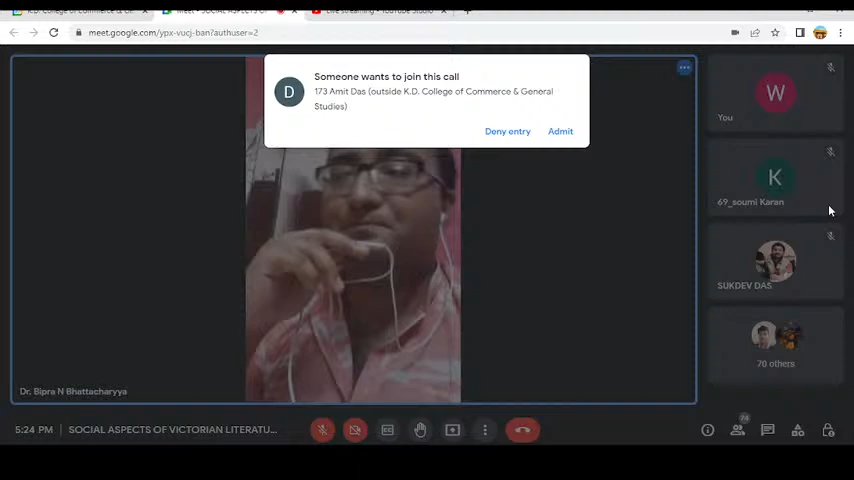 meet.google.com/ypx-vucj-ban?authuser=2
Someone wants to join this call
D
173 Amit Das (outside K.D. College of Commerce & General
Studies)
Deny entry
Admit
W
You
K
69_soumi Karan
SUKDEV DAS
70 others
Dr. Bipra N Bhattacharyya
5:24 PM | SOCIAL ASPECTS OF VICTORIAN LITERATU...
74